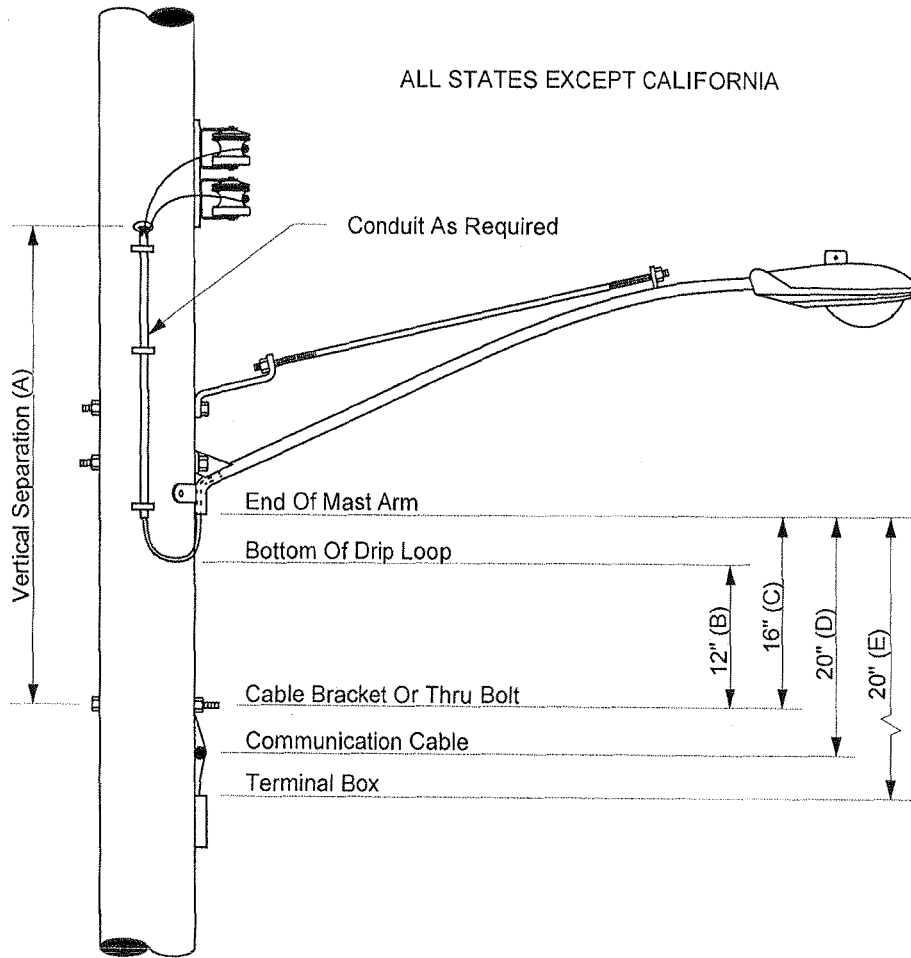 ALL STATES EXCEPT CALIFORNIA
Conduit As Required
Vertical Separation (A)
End Of Mast Arm
Bottom Of Drip Loop
12" (B)
16" (C)
20" (D)
20" (E)
Cable Bracket Or Thru Bolt
Communication Cable
Terminal Box